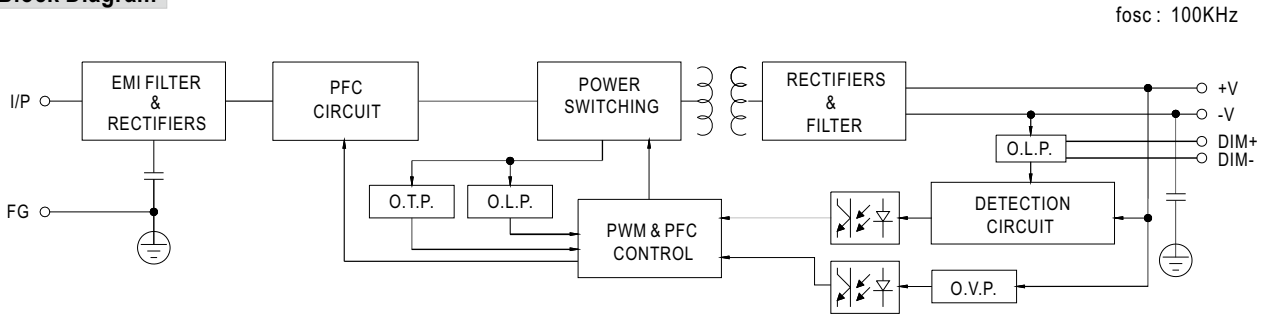 Block Diagram
fosc : 100KHz
I/P
EMI FILTER
&
RECTIFIERS
PFC
CIRCUIT
POWER
SWITCHING
RECTIFIERS
&
FILTER
+V
-V
DIM+
DIM-
O.L.P.
O.T.P.
O.L.P.
FG
PWM & PFC
CONTROL
DETECTION
CIRCUIT
O.V.P.